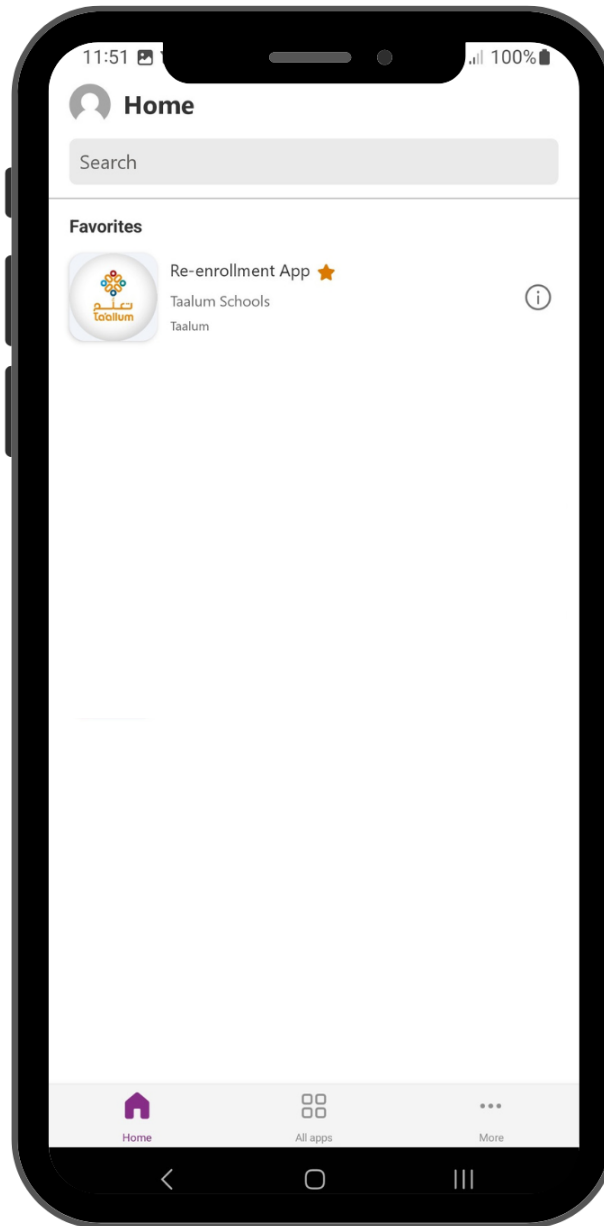 11:51
100%
Home
Search
Favorites
Re-enrollment App
Taalum Schools
Taalum
تعلم
ta'allum
Home
All apps
More